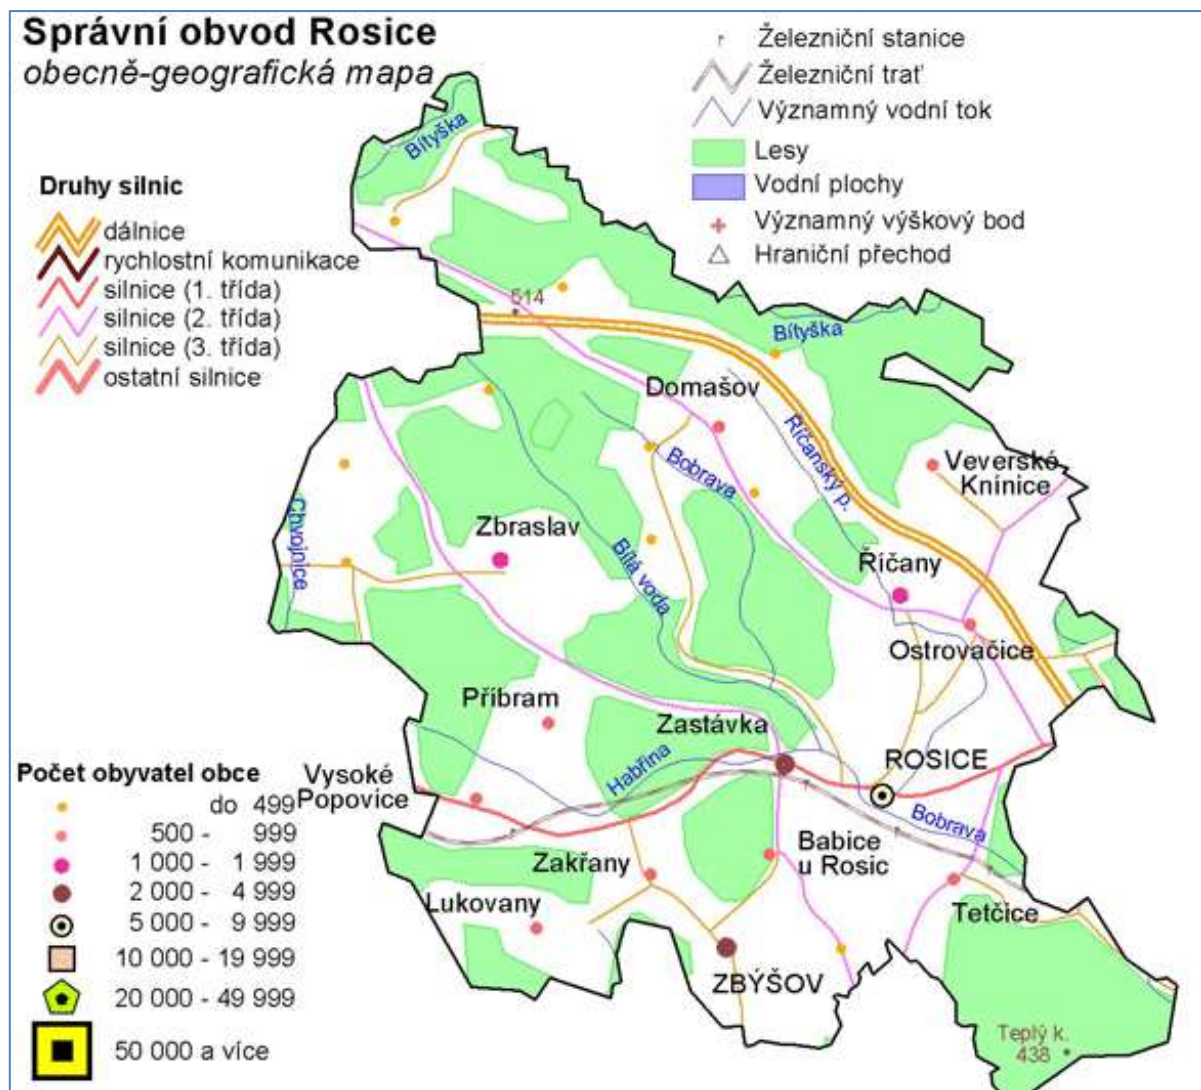 Správní obvod Rosice
obecně-geografická mapa
Železniční stanice
Železniční trať
Významný vodní tok
Lesy
Vodní plochy
Významný výškový bod
Hraniční přechod
Druhy silnic
dálnice
rychlostní komunikace
silnice (1. třída)
silnice (2. třída)
silnice (3. třída)
ostatní silnice
Bítyška
514
Bítyška
Domašov
Říčanský p.
Bobrava
Veverské
Knínice
Chvojnice
Zbraslav
Bílá voda
Říčany
Ostrovačice
Příbram
Zastávka
Habřina
ROSICE
Vysoké
Popovice
Bobrava
Babice
u Rosic
Zakřany
Lukovany
Tetčice
ZBÝŠOV
Teplý k.
438
Počet obyvatel obce
do 499
500 - 999
1 000 - 1 999
2 000 - 4 999
5 000 - 9 999
10 000 - 19 999
20 000 - 49 999
50 000 a více